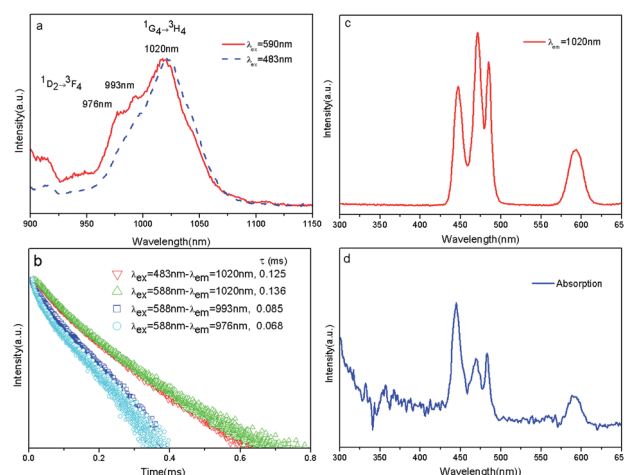 a
¹G₄→³H₄
1020nm
λex=590nm
λex=483nm
¹D₂→³F₄
993nm
976nm
Intensity(a.u.)
900 950 1000 1050 1100 1150
Wavelength(nm)
c
λem=1020nm
Intensity(a.u.)
300 350 400 450 500 550 600 650
Wavelength(nm)
b
τ (ms)
λex=483nm-λem=1020nm, 0.125
λex=588nm-λem=1020nm, 0.136
λex=588nm-λem=993nm, 0.085
λex=588nm-λem=976nm, 0.068
Intensity(a.u.)
0.0 0.2 0.4 0.6 0.8
Time(ms)
d
Absorption
Intensity(a.u.)
300 350 400 450 500 550 600 65
Wavelength(nm)